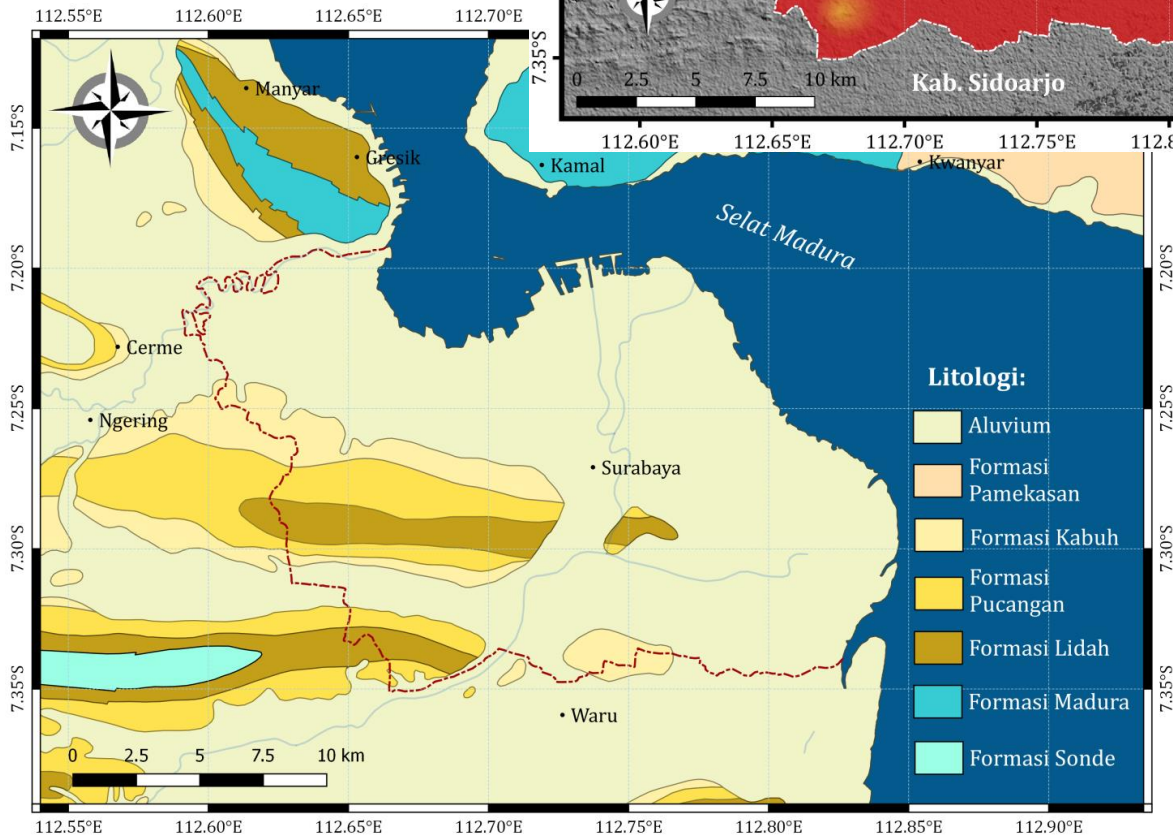 112.55°E 112.60°E 112.65°E 112.70°E
7.35°S
0 2.5 5 7.5 10 km
Kab. Sidoarjo
112.60°E 112.65°E 112.70°E 112.75°E 112.8
7.15°S
7.20°S
7.25°S
7.30°S
7.35°S
Manyar
Gresik
Kamal
Kwanyar
Selat Madura
Cerme
Ngering
Surabaya
Waru
Litologi:
Aluvium
Formasi
Pamekasan
Formasi Kabuh
Formasi
Pucangan
Formasi Lidah
Formasi Madura
Formasi Sonde
7.20°S
7.25°S
7.30°S
7.35°S
0 2.5 5 7.5 10 km
112.55°E 112.60°E 112.65°E 112.70°E 112.75°E 112.80°E 112.85°E 112.90°E